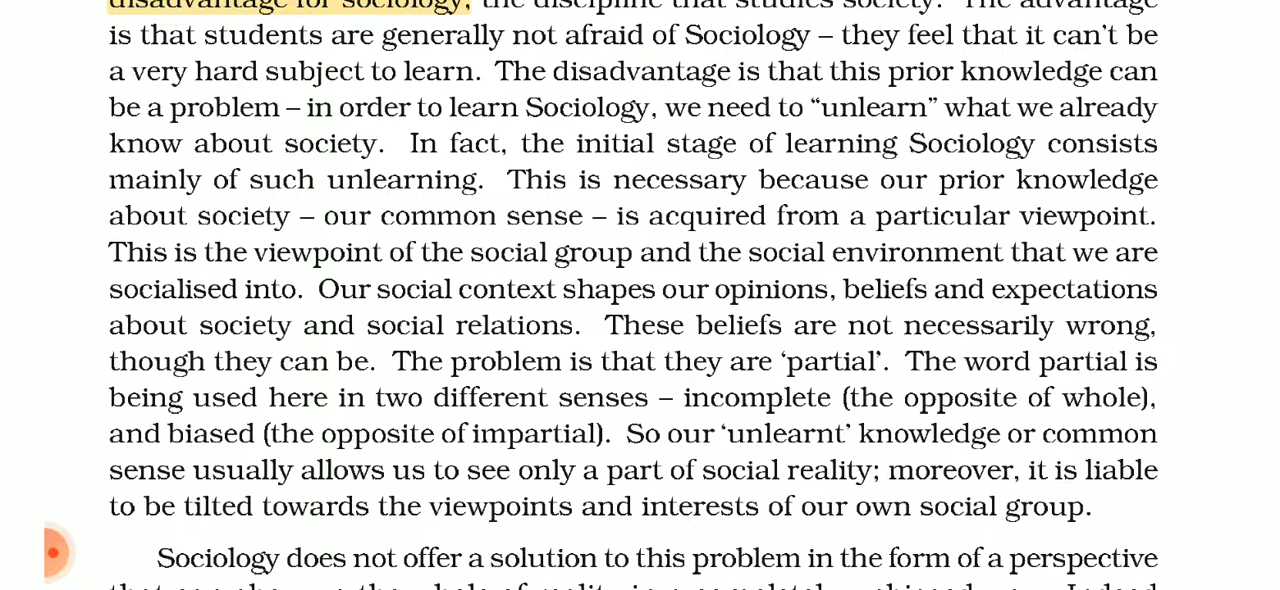 disadvantage for sociology, the discipline that studies society. The advantage
is that students are generally not afraid of Sociology – they feel that it can't be
a very hard subject to learn. The disadvantage is that this prior knowledge can
be a problem – in order to learn Sociology, we need to “unlearn” what we already
know about society. In fact, the initial stage of learning Sociology consists
mainly of such unlearning. This is necessary because our prior knowledge
about society – our common sense – is acquired from a particular viewpoint.
This is the viewpoint of the social group and the social environment that we are
socialised into. Our social context shapes our opinions, beliefs and expectations
about society and social relations. These beliefs are not necessarily wrong,
though they can be. The problem is that they are ‘partial’. The word partial is
being used here in two different senses – incomplete (the opposite of whole),
and biased (the opposite of impartial). So our ‘unlearnt’ knowledge or common
sense usually allows us to see only a part of social reality; moreover, it is liable
to be tilted towards the viewpoints and interests of our own social group.
Sociology does not offer a solution to this problem in the form of a perspective